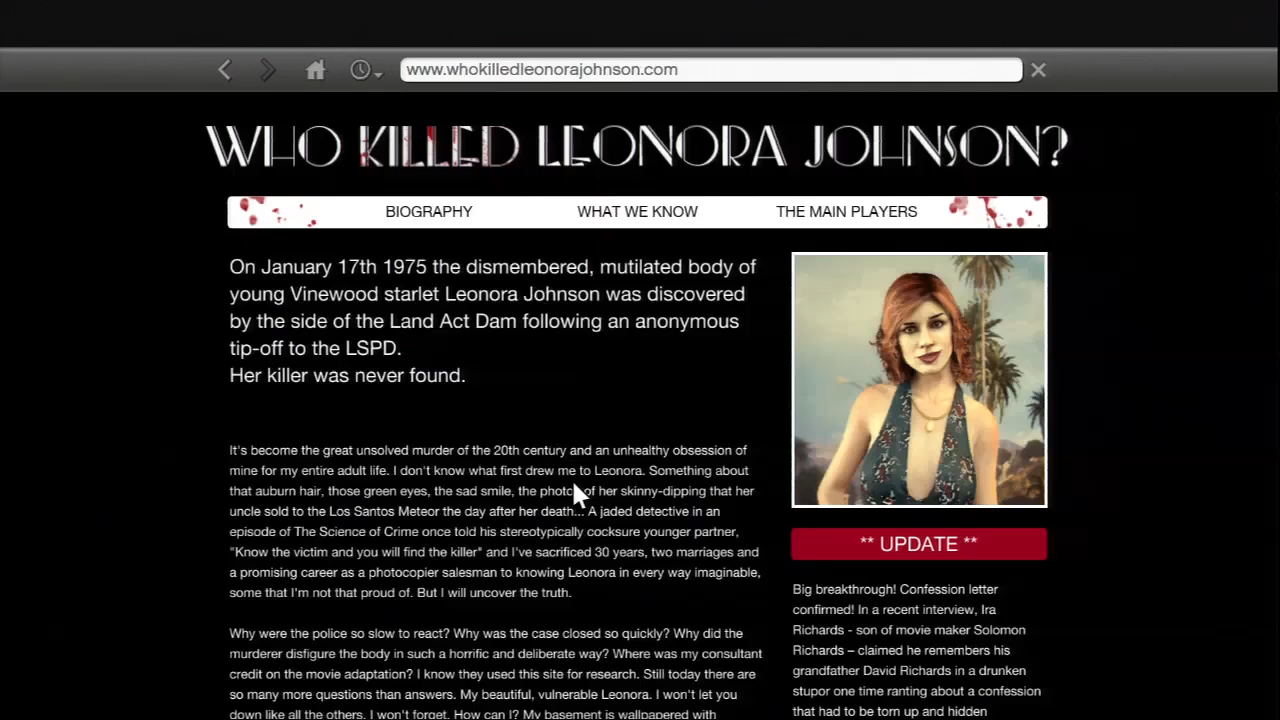 www.whokilledleonorajohnson.com
WHO KILLED LEONORA JOHNSON?
BIOGRAPHY
WHAT WE KNOW
THE MAIN PLAYERS
On January 17th 1975 the dismembered, mutilated body of
young Vinewood starlet Leonora Johnson was discovered
by the side of the Land Act Dam following an anonymous
tip-off to the LSPD.
Her killer was never found.
It's become the great unsolved murder of the 20th century and an unhealthy obsession of
mine for my entire adult life. I don't know what first drew me to Leonora. Something about
that auburn hair, those green eyes, the sad smile, the photos of her skinny-dipping that her
uncle sold to the Los Santos Meteor the day after her death... A jaded detective in an
episode of The Science of Crime once told his stereotypically cocksure younger partner,
"Know the victim and you will find the killer" and I've sacrificed 30 years, two marriages and
a promising career as a photocopier salesman to knowing Leonora in every way imaginable,
some that I'm not that proud of. But I will uncover the truth.
Why were the police so slow to react? Why was the case closed so quickly? Why did the
murderer disfigure the body in such a horrific and deliberate way? Where was my consultant
credit on the movie adaptation? I know they used this site for research. Still today there are
so many more questions than answers. My beautiful, vulnerable Leonora. I won't let you
down like all the others. I won't forget. How can I? My basement is wallpapered with
** UPDATE **
Big breakthrough! Confession letter
confirmed! In a recent interview, Ira
Richards - son of movie maker Solomon
Richards – claimed he remembers his
grandfather David Richards in a drunken
stupor one time ranting about a confession
that had to be torn up and hidden